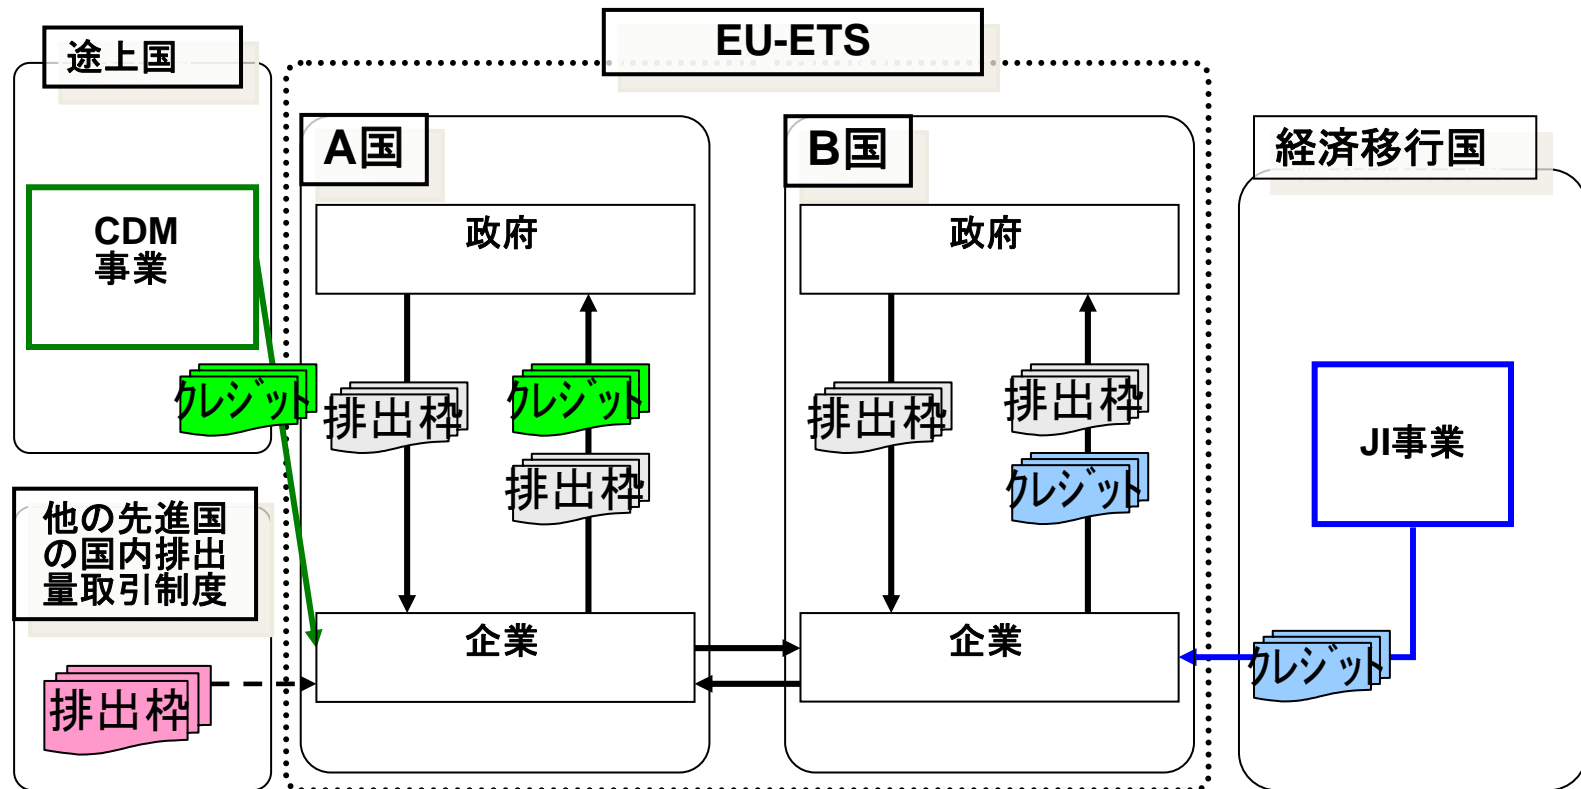 EU-ETS
途上国
CDM
事業
クレジット
他の先進国
の国内排出
量取引制度
排出枠
A国
政府
排出枠
クレジット
排出枠
企業
B国
政府
排出枠
排出枠
クレジット
企業
経済移行国
JI事業
クレジット